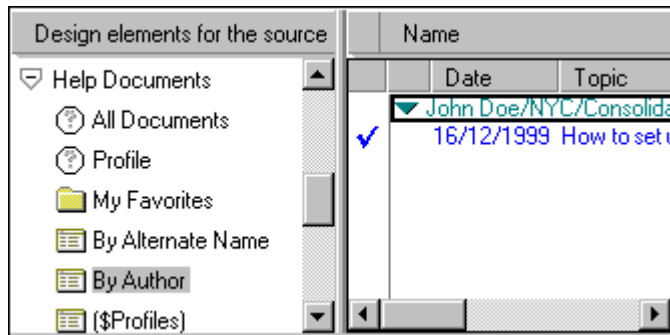 Design elements for the source
Help Documents
All Documents
Profile
My Favorites
By Alternate Name
By Author
($Profiles)
Name
Date Topic
John Doe/NYC/Consolida
16/12/1999 How to set